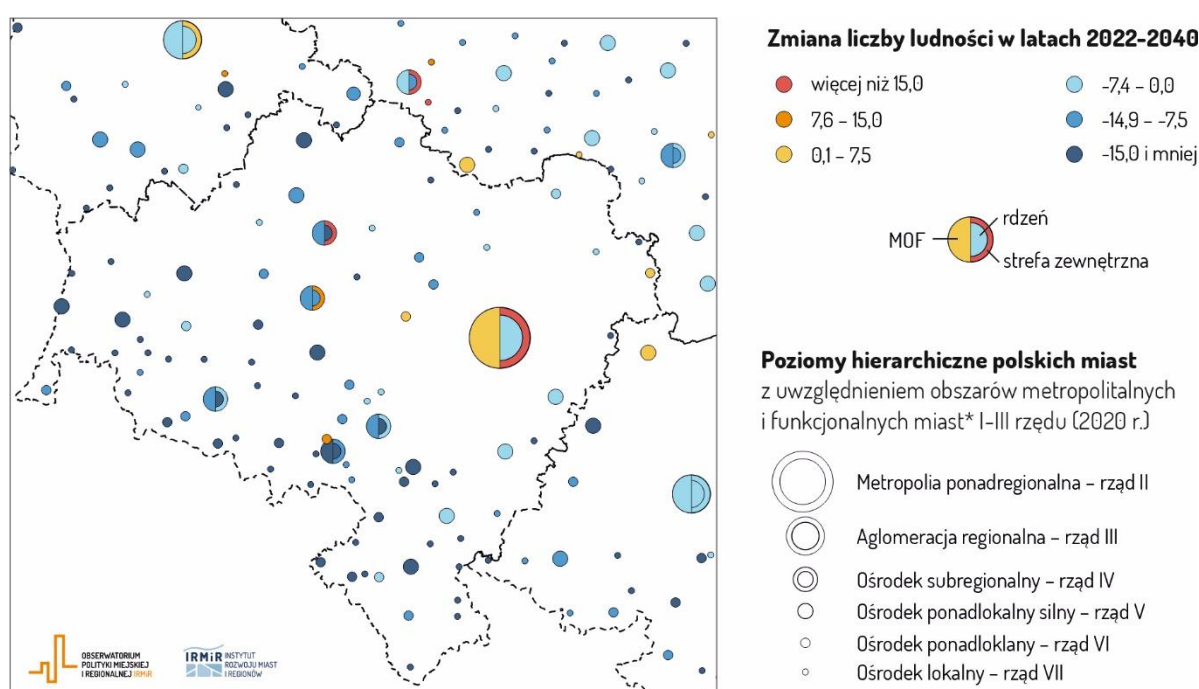 Zmiana liczby ludności w latach 2022-2040
więcej niż 15,0
7,6 – 15,0
0,1 – 7,5
-7,4 – 0,0
-14,9 – -7,5
-15,0 i mniej
MOF
rdzeń
strefa zewnętrzna
Poziomy hierarchiczne polskich miast
z uwzględnieniem obszarów metropolitalnych
i funkcjonalnych miast* I-III rzędu (2020 r.)
Metropolia ponadregionalna – rząd II
Aglomeracja regionalna – rząd III
Ośrodek subregionalny – rząd IV
Ośrodek ponadlokalny silny – rząd V
Ośrodek ponadloklany – rząd VI
Ośrodek lokalny – rząd VII
OBSERWATORIUM
POLITYKI MIEJSKIEJ
I REGIONALNEJ IRMiR
IRMiR INSTYTUT
ROZWOJU MIAST
I REGIONÓW